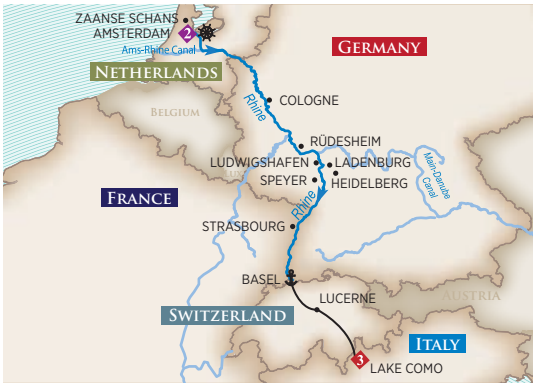 ZAANSE SCHANS
AMSTERDAM
2
Ams-Rhine Canal
NETHERLANDS
GERMANY
BELGIUM
Rhine
COLOGNE
RÜDESHEIM
LUDWIGSHAFEN
LADENBURG
SPEYER
HEIDELBERG
Main-Danube
Canal
FRANCE
Rhine
STRASBOURG
BASEL
LUCERNE
AUSTRIA
SWITZERLAND
ITALY
3
LAKE COMO